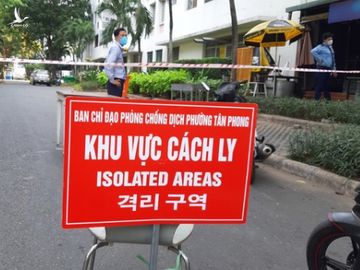 BAN CHỈ ĐẠO PHÒNG CHỐNG DỊCH PHƯỜNG TÂN PHONG
KHU VỰC CÁCH LY
ISOLATED AREAS
격리 구역